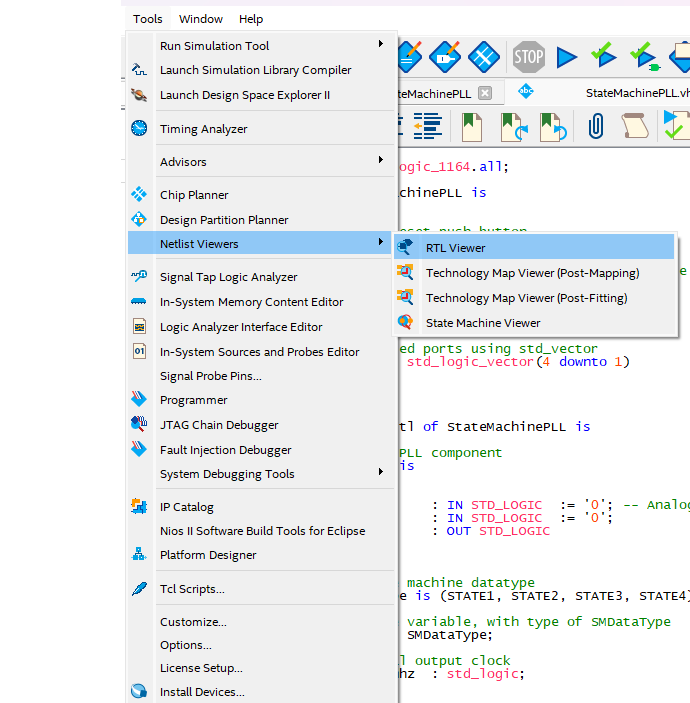 Tools Window Help
Run Simulation Tool
Launch Simulation Library Compiler
Launch Design Space Explorer II
Timing Analyzer
Advisors
Chip Planner
Design Partition Planner
Netlist Viewers
Signal Tap Logic Analyzer
In-System Memory Content Editor
Logic Analyzer Interface Editor
In-System Sources and Probes Editor
Signal Probe Pins...
Programmer
JTAG Chain Debugger
Fault Injection Debugger
System Debugging Tools
IP Catalog
Nios II Software Build Tools for Eclipse
Platform Designer
Tcl Scripts...
Customize...
Options...
License Setup...
Install Devices...
RTL Viewer
Technology Map Viewer (Post-Mapping)
Technology Map Viewer (Post-Fitting)
State Machine Viewer
STOP
teMachinePLL abc StateMachinePLL.vh
ogic_1164.all;
chinePLL is
push button
e
ed ports using std_vector
std_logic_vector(4 downto 1)
tl of StateMachinePLL is
PLL component
is
: IN STD_LOGIC := '0'; -- Analog
: IN STD_LOGIC := '0';
: OUT STD_LOGIC
machine datatype
e is (STATE1, STATE2, STATE3, STATE4)
variable, with type of SMDataType
SMDataType;
l output clock
hz : std_logic;